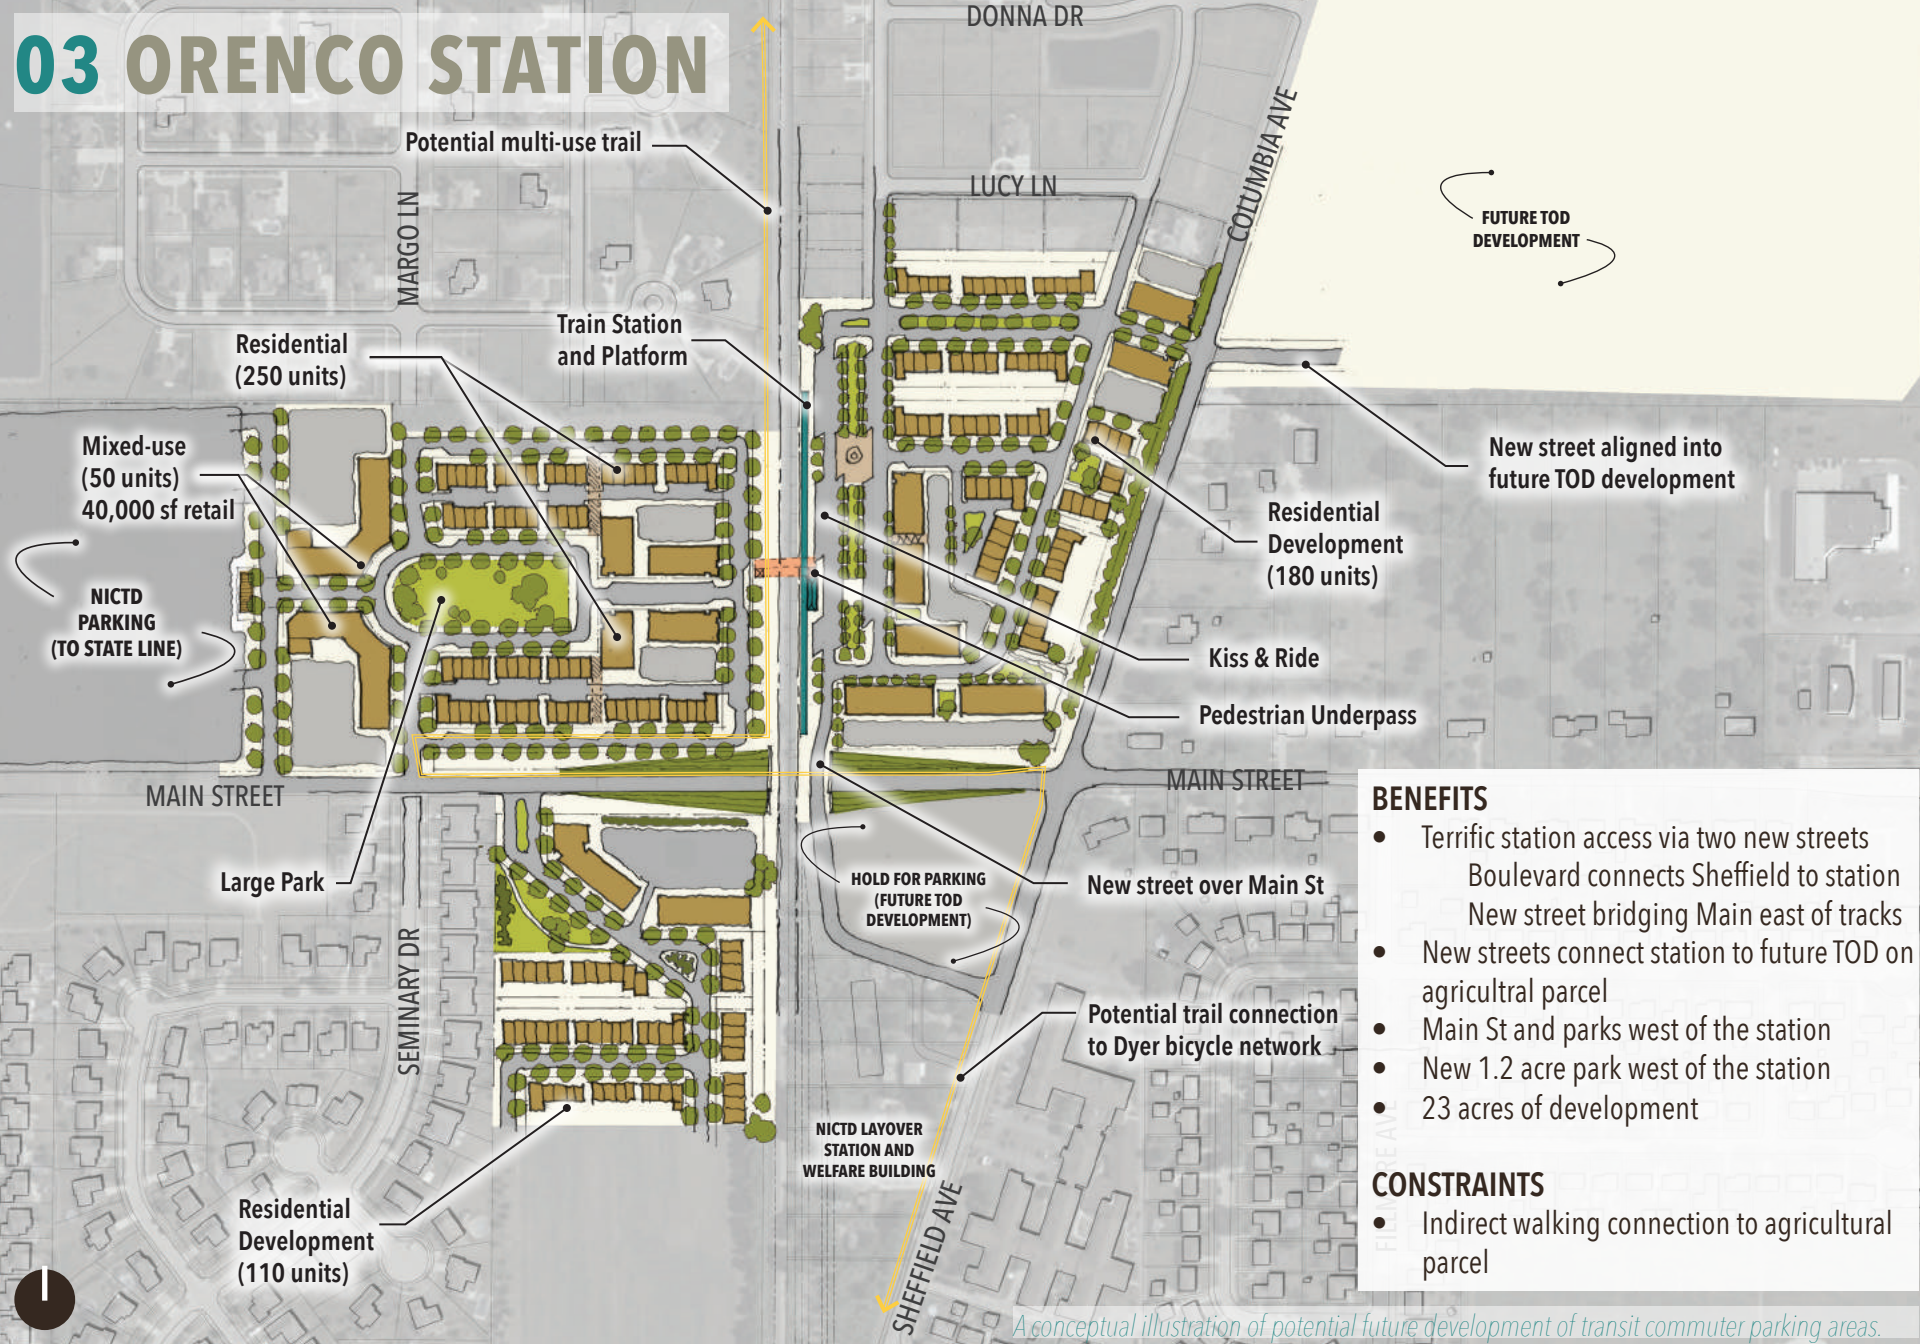 03 ORENCO STATION
DONNA DR
COLUMBIA AVE
Potential multi-use trail
LUCY LN
MARGO LN
FUTURE TOD
DEVELOPMENT
Train Station
and Platform
Residential
(250 units)
Mixed-use
(50 units)
40,000 sf retail
New street aligned into
future TOD development
Residential
Development
(180 units)
NICTD
PARKING
(TO STATE LINE)
Kiss & Ride
Pedestrian Underpass
MAIN STREET
MAIN STREET
Large Park
HOLD FOR PARKING
(FUTURE TOD
DEVELOPMENT)
New street over Main St
SEMINARY DR
Potential trail connection
to Dyer bicycle network
NICTD LAYOVER
STATION AND
WELFARE BUILDING
SHEFFIELD AVE
Residential
Development
(110 units)
BENEFITS
• Terrific station access via two new streets
Boulevard connects Sheffield to station
New street bridging Main east of tracks
• New streets connect station to future TOD on
agricultral parcel
• Main St and parks west of the station
• New 1.2 acre park west of the station
• 23 acres of development
FILLMORE AVE
CONSTRAINTS
• Indirect walking connection to agricultural
parcel
A conceptual illustration of potential future development of transit commuter parking areas.